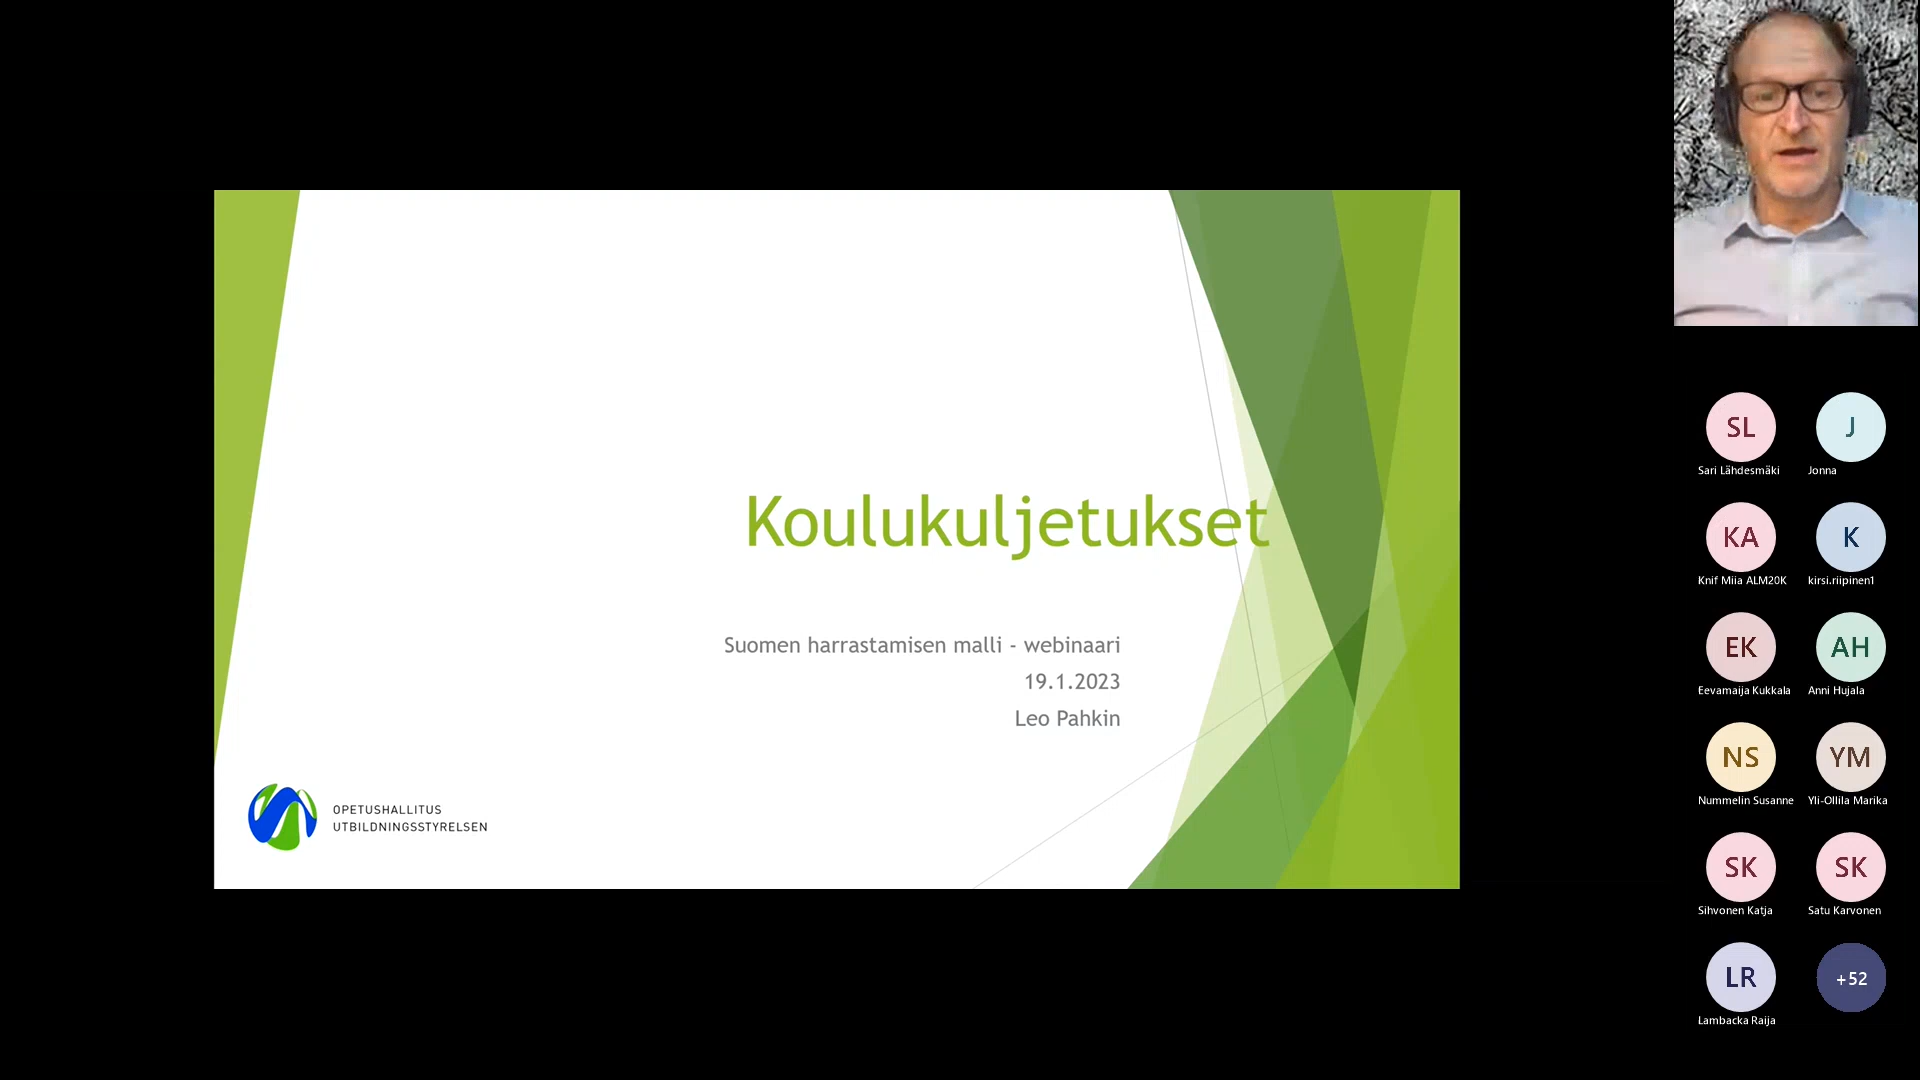 Koulukuljetukset
Suomen harrastamisen malli - webinaari
19.1.2023
Leo Pahkin
OPETUSHALLITUS
UTBILDNINGSSTYRELSEN
SL
J
Sari Lähdesmäki
Jonna
KA
K
Knif Miia ALM20K
kirsi.riipinen1
EK
AH
Eevamaija Kukkala
Anni Hujala
NS
YM
Nummelin Susanne
Yli-Ollila Marika
SK
SK
Sihvonen Katja
Satu Karvonen
LR
+52
Lambacka Raija